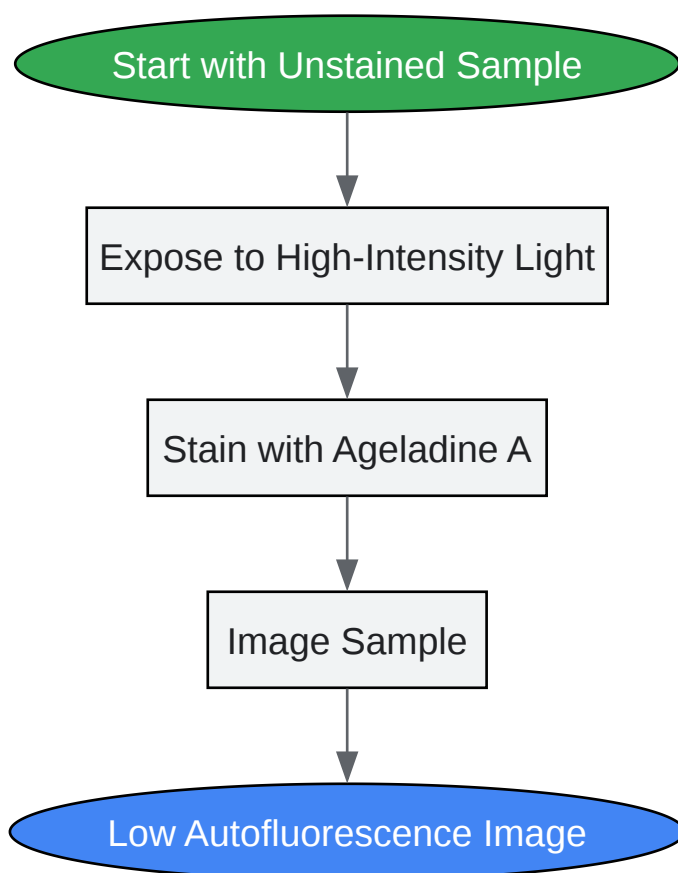 Start with Unstained Sample
Expose to High-Intensity Light
Stain with Ageladine A
Image Sample
Low Autofluorescence Image